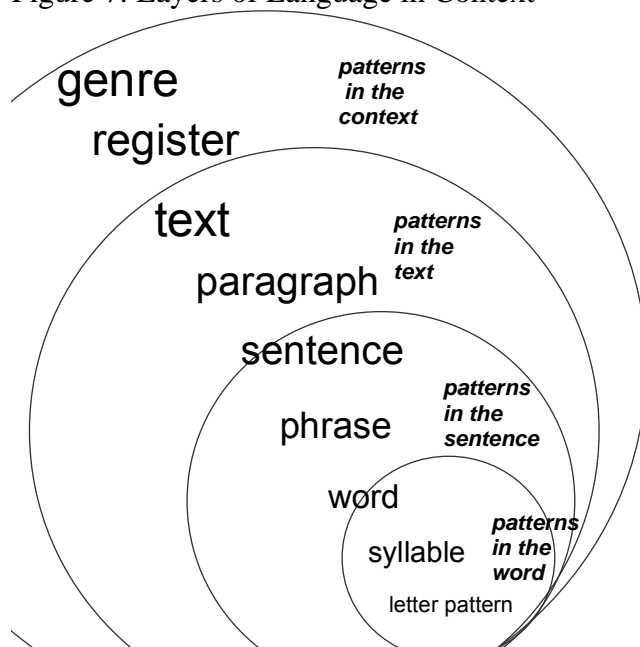 Figure 7: Layers of Language in Context
genre
patterns
in the
context
register
text
patterns
in the
text
paragraph
sentence
patterns
in the
sentence
phrase
word
patterns
in the
word
syllable
letter pattern